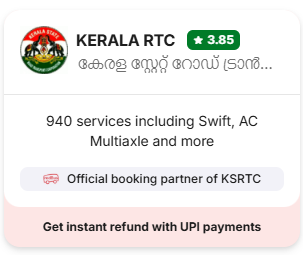 KERALA RTC
3.85
കേരള സ്റ്റേറ്റ് റോഡ് ട്രാൻ...
940 services including Swift, AC
Multiaxle and more
Official booking partner of KSRTC
Get instant refund with UPI payments